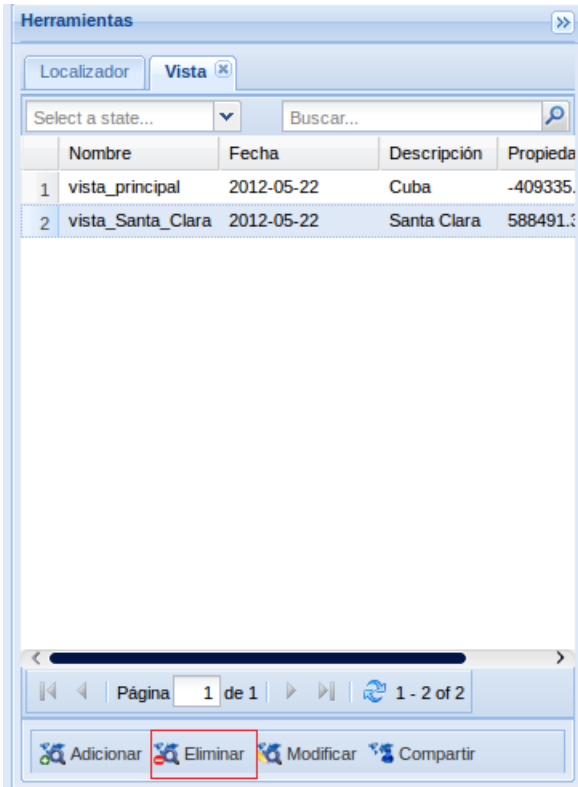 Herramientas
Localizador Vista
Select a state... Buscar...
Nombre Fecha Descripción Propieda
1 vista_principal 2012-05-22 Cuba -409335.
2 vista_Santa_Clara 2012-05-22 Santa Clara 588491.3
Página 1 de 1 1 - 2 of 2
Adicionar Eliminar Modificar Compartir